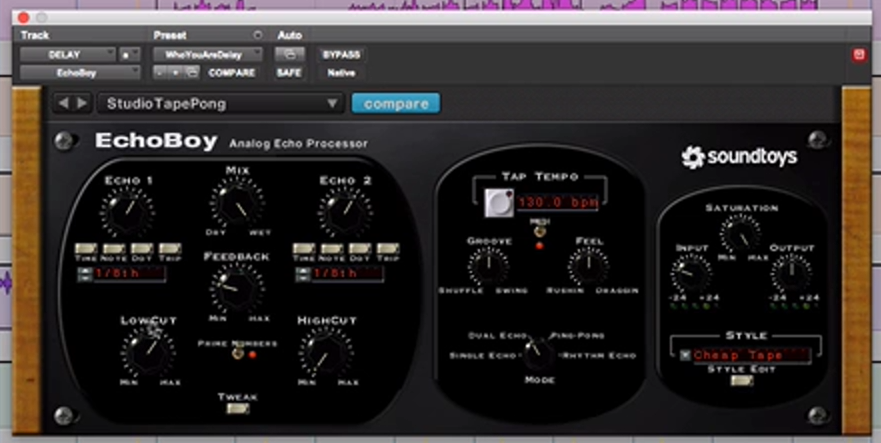 Track Preset Auto
DELAY a WhoYouAreDelay BYPASS
EchoBoy - + COMPARE SAFE Native
StudioTapePong compare
EchoBoy Analog Echo Processor
soundtoys
ECHO 1 MIX ECHO 2
DRY WET
TIME NOTE DOT TRIP
1/8th
TIME NOTE DOT TRIP
1/8th
FEEDBACK
MIN MAX
LOWCUT HIGHCUT
PRIME NUMBERS
MIN MAX
MIN MAX
TWEAK
TAP TEMPO
130.0 bpm
MIDI
GROOVE FEEL
SHUFFLE SWING RUSHIN DRAGGIN
DUAL ECHO PING-PONG
SINGLE ECHO RHYTHM ECHO
MODE
SATURATION
MIN MAX
INPUT OUTPUT
-24 +24 -24 +24
STYLE
Cheap Tape
STYLE EDIT